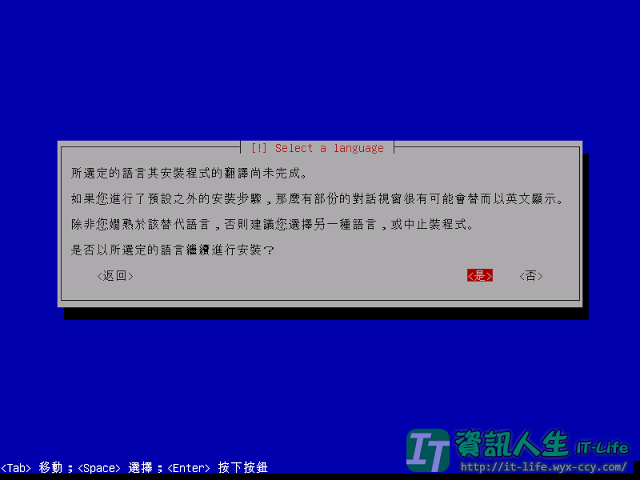 [!] Select a language
所選定的語言其安裝程式的翻譯尚未完成。
如果您進行了預設之外的安裝步驟，那麼有部份的對話視窗很有可能會替而以英文顯示。
除非您嫺熟於該替代語言，否則建議您選擇另一種語言，或中止裝程式。
是否以所選定的語言繼續進行安裝？
<返回> <是> <否>
<Tab> 移動；<Space> 選擇；<Enter> 按下按鈕
IT 資訊人生 IT-Life
http://it-life.wyx-ccy.com/